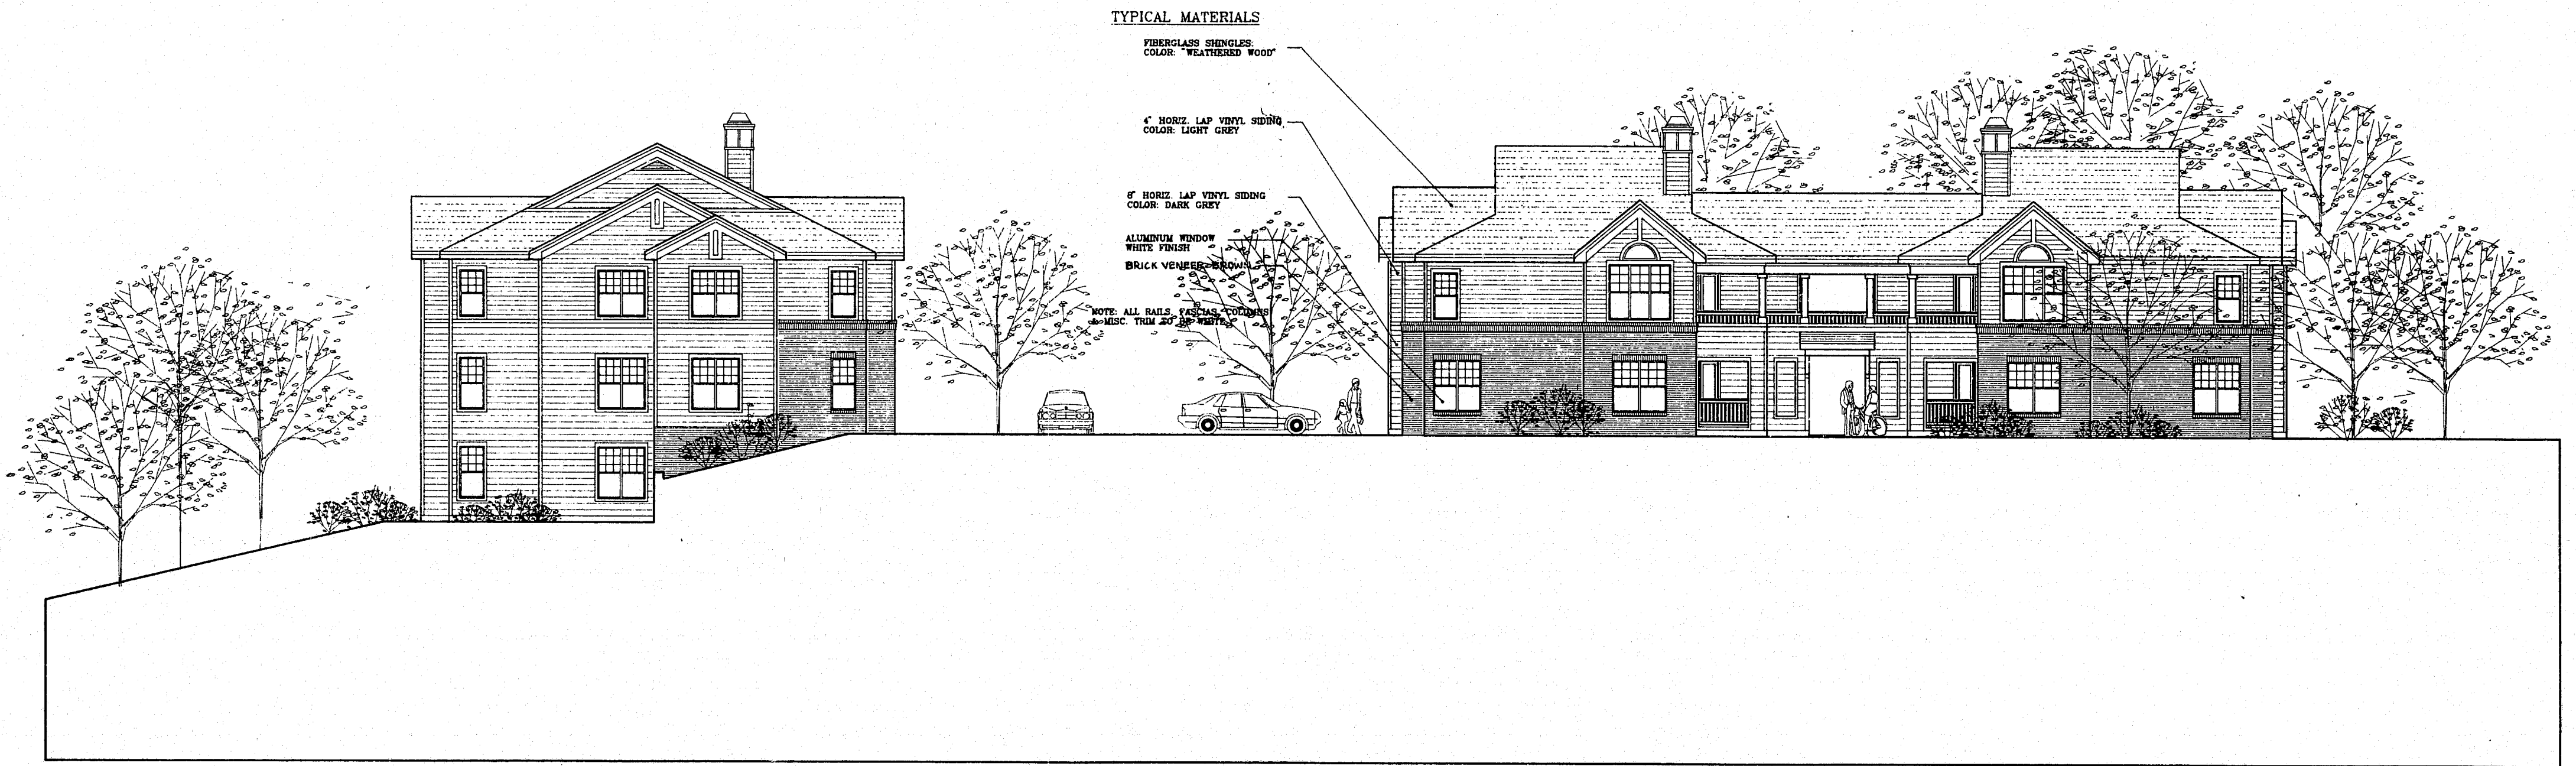 TYPICAL MATERIALS
FIBERGLASS SHINGLES:
COLOR: "WEATHERED WOOD"
4" HORIZ. LAP VINYL SIDING
COLOR: LIGHT GREY
8" HORIZ. LAP VINYL SIDING
COLOR: DARK GREY
ALUMINUM WINDOW
WHITE FINISH
BRICK VENEER-BROWN
NOTE: ALL RAILS, FASCIAS, COLUMNS
& MISC. TRIM TO BE WHITE